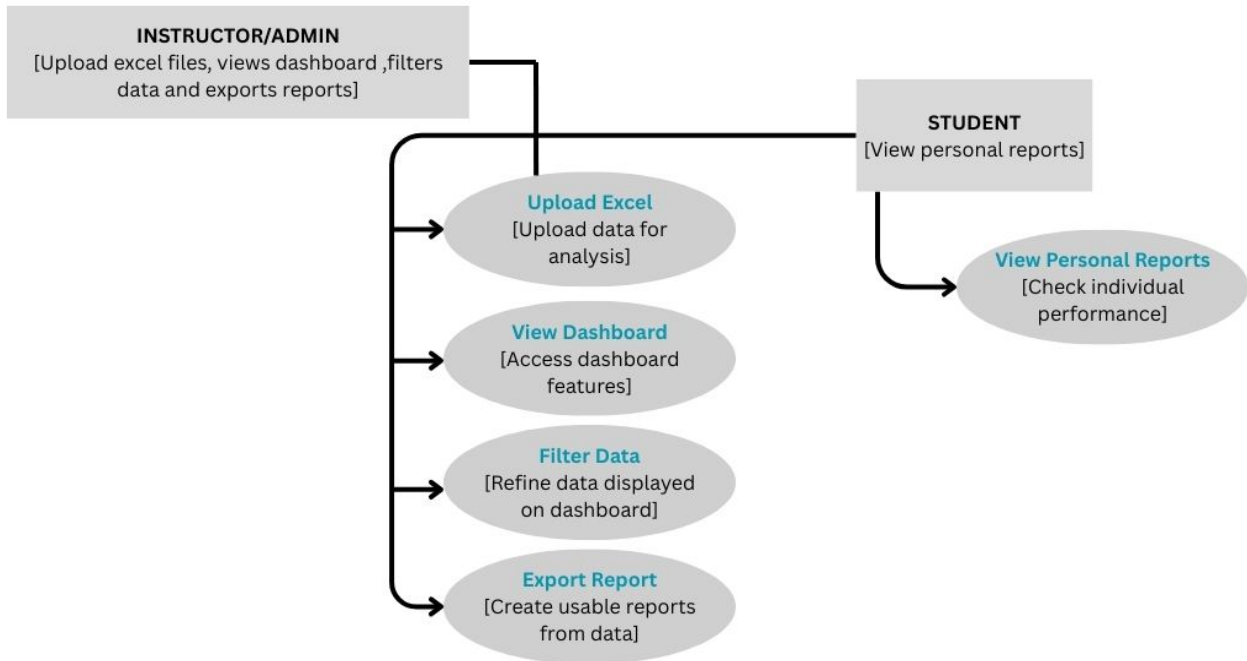 INSTRUCTOR/ADMIN
[Upload excel files, views dashboard ,filters
data and exports reports]
STUDENT
[View personal reports]
Upload Excel
[Upload data for
analysis]
View Personal Reports
[Check individual
performance]
View Dashboard
[Access dashboard
features]
Filter Data
[Refine data displayed
on dashboard]
Export Report
[Create usable reports
from data]